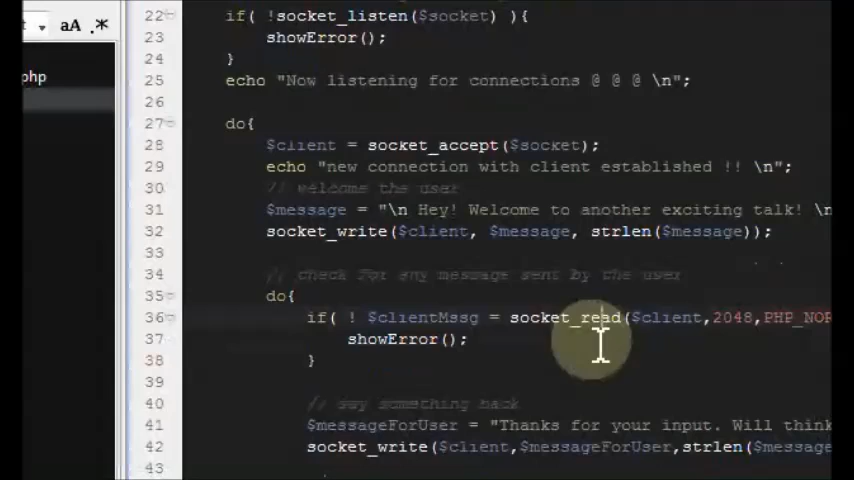 aA .*
php
22 if( !socket_listen($socket) ){
23 showError();
24 }
25 echo "Now listening for connections @ @ @ \n";
26
27 do{
28 $client = socket_accept($socket);
29 echo "new connection with client established !! \n";
30 // welcome the user
31 $message = "\n Hey! Welcome to another exciting talk! \n
32 socket_write($client, $message, strlen($message));
33
34 // check for any message sent by the user
35 do{
36 if( ! $clientMssg = socket_read($client,2048,PHP_NOR
37 showError();
38 }
39
40 // say something back
41 $messageForUser = "Thanks for your input. Will think
42 socket_write($client,$messageForUser,strlen($message
43